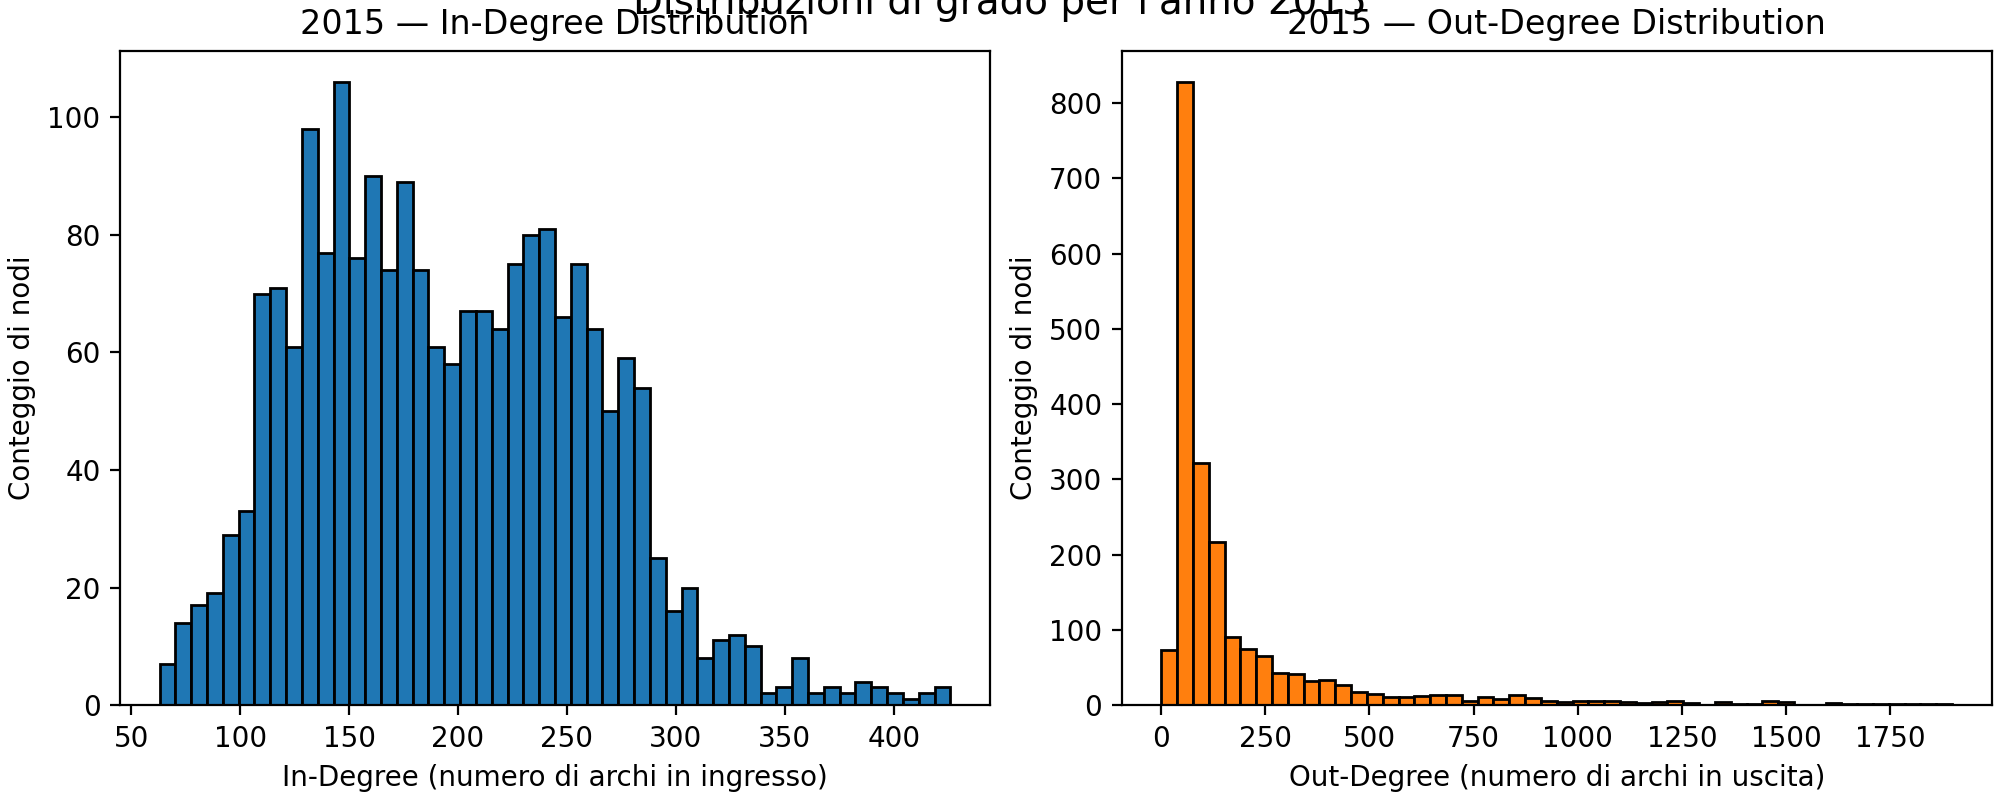 Distribuzioni di grado per l'anno 2015
2015 — In-Degree Distribution
100
80
60
40
20
0
Conteggio di nodi
50 100 150 200 250 300 350 400
In-Degree (numero di archi in ingresso)
2015 — Out-Degree Distribution
800
700
600
500
400
300
200
100
0
Conteggio di nodi
0 250 500 750 1000 1250 1500 1750
Out-Degree (numero di archi in uscita)